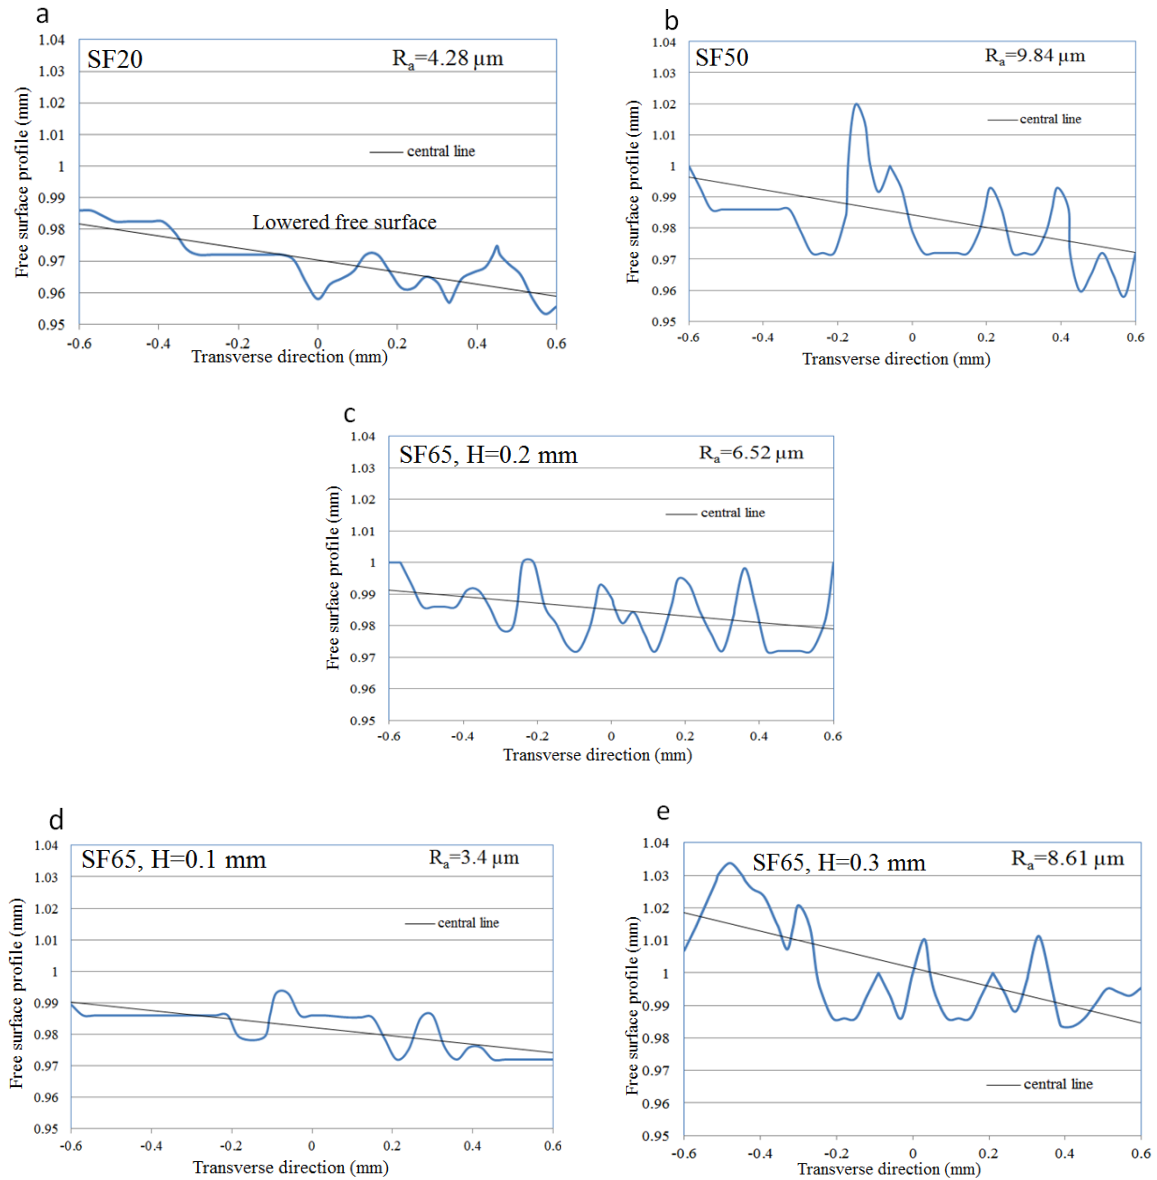 a
SF20
Rₐ=4.28 µm
central line
Lowered free surface
Free surface profile (mm)
1.04
1.03
1.02
1.01
1
0.99
0.98
0.97
0.96
0.95
-0.6 -0.4 -0.2 0 0.2 0.4 0.6
Transverse direction (mm)
b
SF50
Rₐ=9.84 µm
central line
Free surface profile (mm)
1.04
1.03
1.02
1.01
1
0.99
0.98
0.97
0.96
0.95
-0.6 -0.4 -0.2 0 0.2 0.4 0.6
Transverse direction (mm)
c
SF65, H=0.2 mm
Rₐ=6.52 µm
central line
Free surface profile (mm)
1.04
1.03
1.02
1.01
1
0.99
0.98
0.97
0.96
0.95
-0.6 -0.4 -0.2 0 0.2 0.4 0.6
Transverse direction (mm)
d
SF65, H=0.1 mm
Rₐ=3.4 µm
central line
Free surface profile (mm)
1.04
1.03
1.02
1.01
1
0.99
0.98
0.97
0.96
0.95
-0.6 -0.4 -0.2 0 0.2 0.4 0.6
Transverse direction (mm)
e
SF65, H=0.3 mm
Rₐ=8.61 µm
central line
Free surface profile (mm)
1.04
1.03
1.02
1.01
1
0.99
0.98
0.97
0.96
0.95
-0.6 -0.4 -0.2 0 0.2 0.4 0.6
Transverse direction (mm)